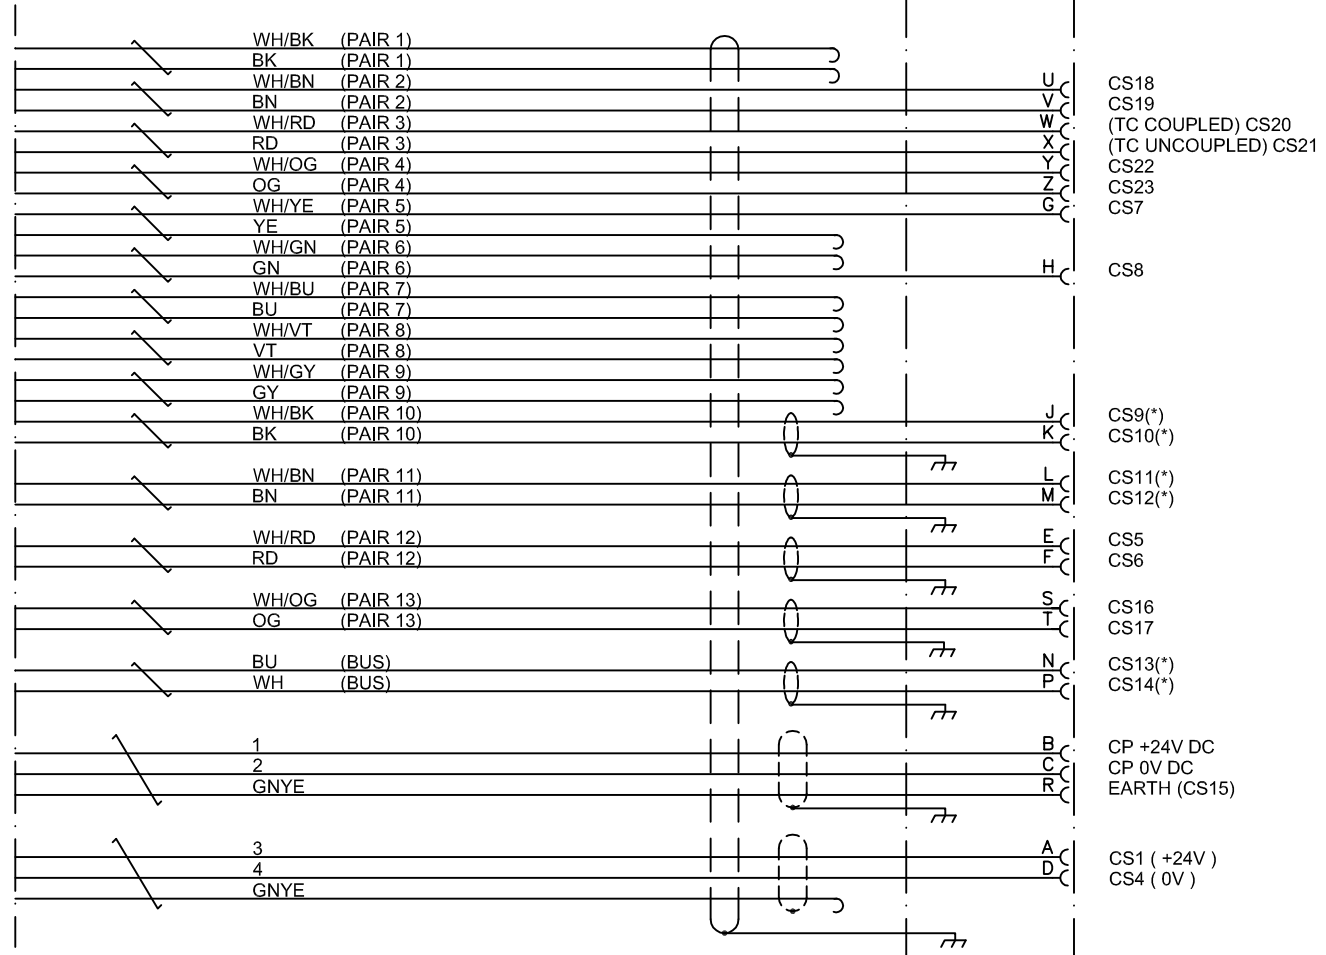 WH/BK (PAIR 1)
BK (PAIR 1)
WH/BN (PAIR 2) U CS18
BN (PAIR 2) V CS19
WH/RD (PAIR 3) W (TC COUPLED) CS20
RD (PAIR 3) X (TC UNCOUPLED) CS21
WH/OG (PAIR 4) Y CS22
OG (PAIR 4) Z CS23
WH/YE (PAIR 5) G CS7
YE (PAIR 5)
WH/GN (PAIR 6)
GN (PAIR 6) H CS8
WH/BU (PAIR 7)
BU (PAIR 7)
WH/VT (PAIR 8)
VT (PAIR 8)
WH/GY (PAIR 9)
GY (PAIR 9)
WH/BK (PAIR 10) J CS9(*)
BK (PAIR 10) K CS10(*)
WH/BN (PAIR 11) L CS11(*)
BN (PAIR 11) M CS12(*)
WH/RD (PAIR 12) E CS5
RD (PAIR 12) F CS6
WH/OG (PAIR 13) S CS16
OG (PAIR 13) T CS17
BU (BUS) N CS13(*)
WH (BUS) P CS14(*)
1 B CP +24V DC
2 C CP 0V DC
GNYE R EARTH (CS15)
3 A CS1 ( +24V )
4 D CS4 ( 0V )
GNYE